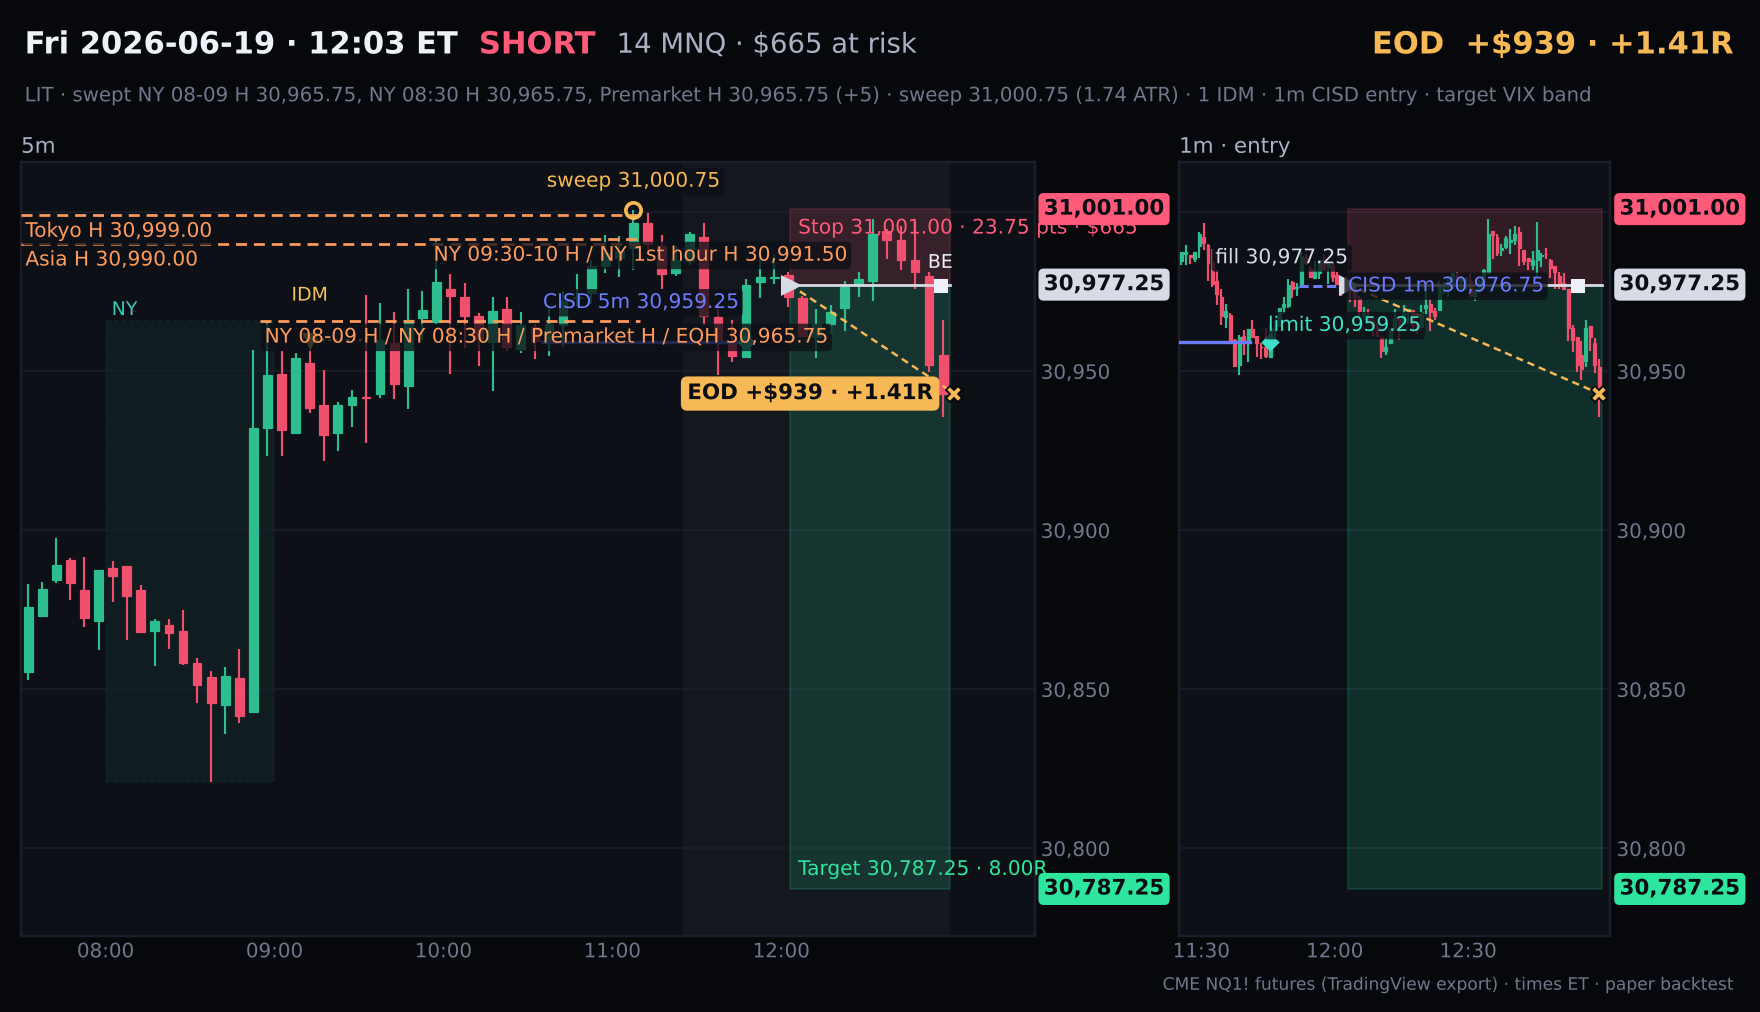 Fri 2026-06-19 · 12:03 ET SHORT 14 MNQ · $665 at risk
EOD +$939 · +1.41R
LIT · swept NY 08-09 H 30,965.75, NY 08:30 H 30,965.75, Premarket H 30,965.75 (+5) · sweep 31,000.75 (1.74 ATR) · 1 IDM · 1m CISD entry · target VIX band
5m
sweep 31,000.75
Tokyo H 30,999.00
Asia H 30,990.00
Stop 31,001.00 · 23.75 pts · $665
NY 09:30-10 H / NY 1st hour H 30,991.50
BE
IDM
NY
CISD 5m 30,959.25
NY 08-09 H / NY 08:30 H / Premarket H / EQH 30,965.75
EOD +$939 · +1.41R
Target 30,787.25 · 8.00R
31,001.00
30,977.25
30,950
30,900
30,850
30,800
30,787.25
08:00
09:00
10:00
11:00
12:00
1m · entry
fill 30,977.25
CISD 1m 30,976.75
limit 30,959.25
31,001.00
30,977.25
30,950
30,900
30,850
30,800
30,787.25
11:30
12:00
12:30
CME NQ1! futures (TradingView export) · times ET · paper backtest